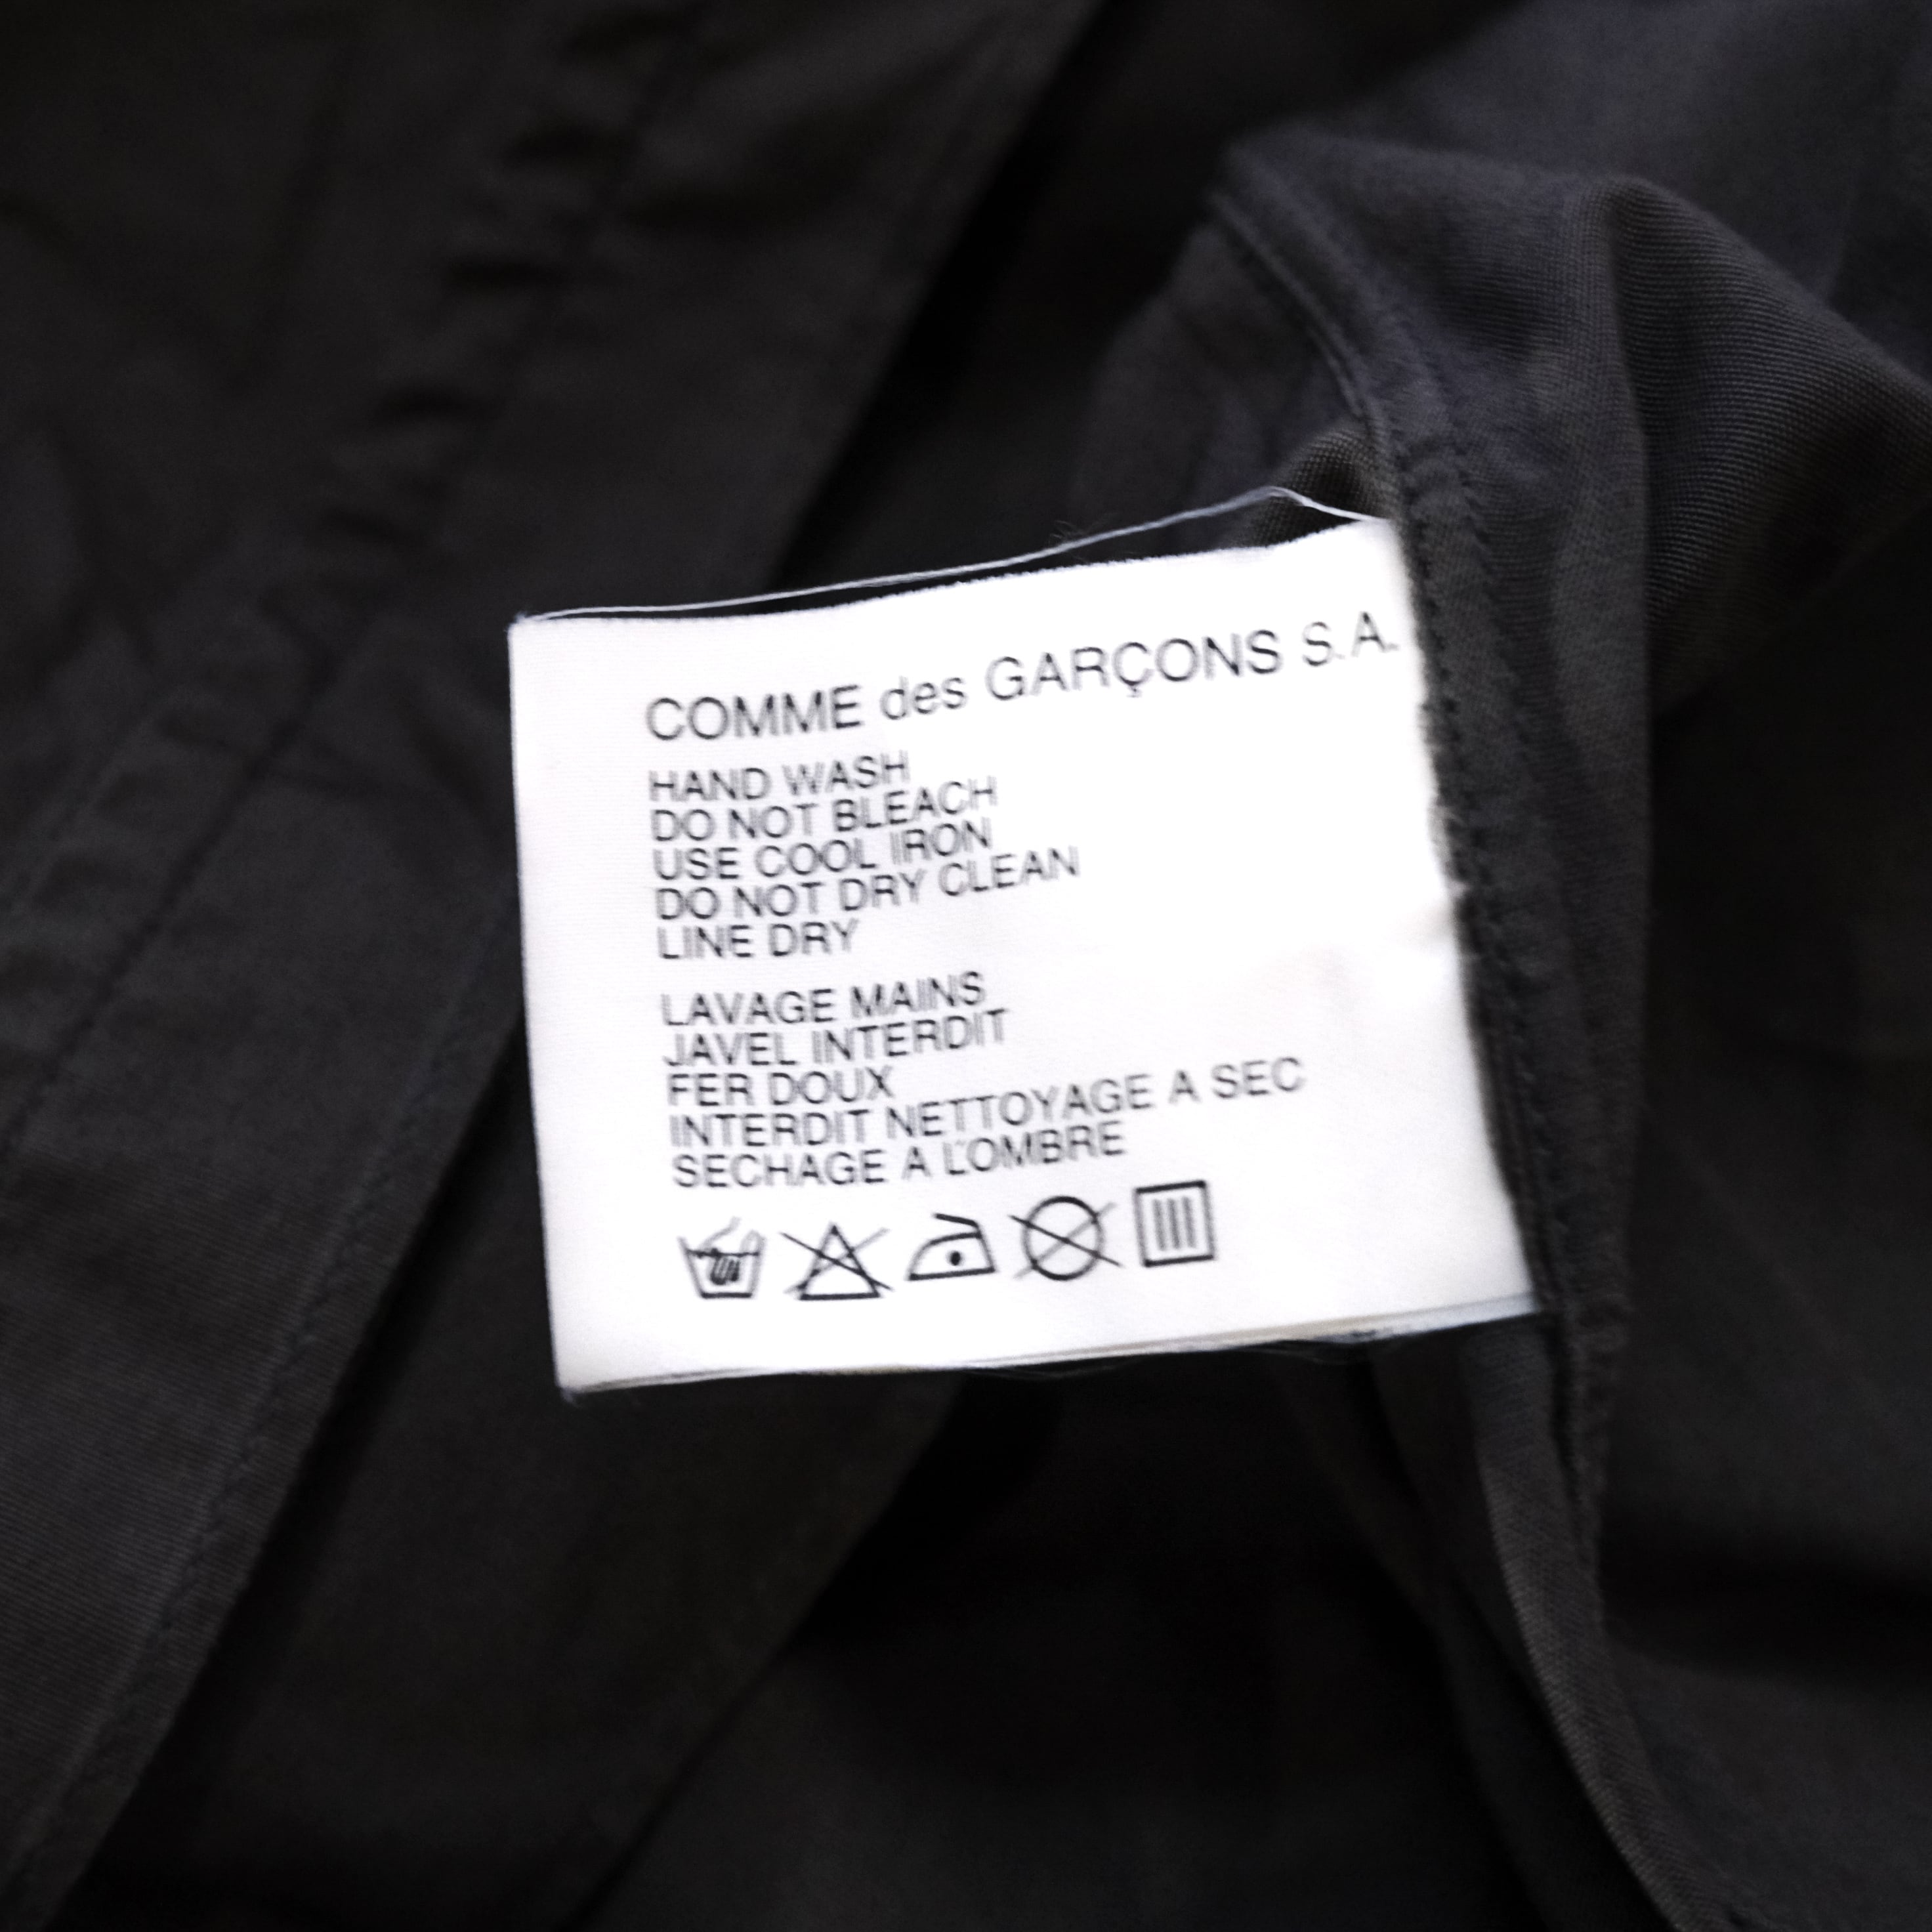 COMME des GARÇONS S.A.
HAND WASH
DO NOT BLEACH
USE COOL IRON
DO NOT DRY CLEAN
LINE DRY
LAVAGE MAINS
JAVEL INTERDIT
FER DOUX
INTERDIT NETTOYAGE A SEC
SECHAGE A L'OMBRE